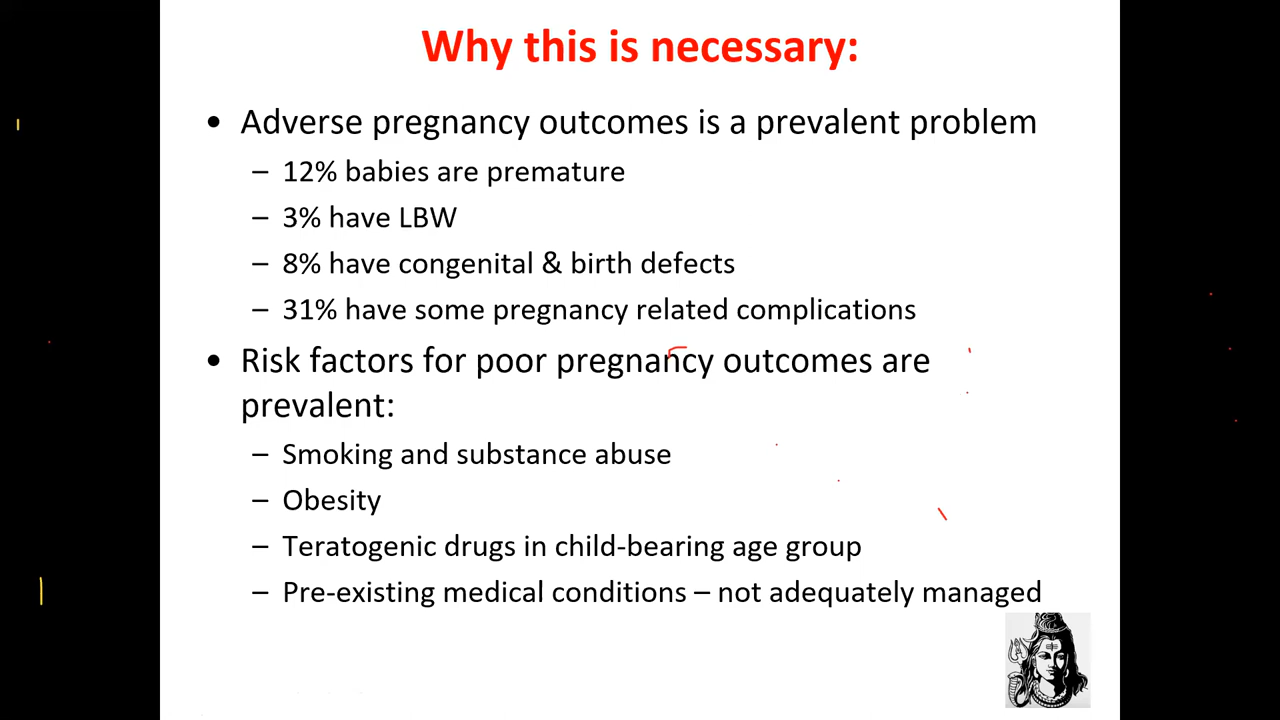 Why this is necessary:
• Adverse pregnancy outcomes is a prevalent problem
– 12% babies are premature
– 3% have LBW
– 8% have congenital & birth defects
– 31% have some pregnancy related complications
• Risk factors for poor pregnancy outcomes are
prevalent:
– Smoking and substance abuse
– Obesity
– Teratogenic drugs in child-bearing age group
– Pre-existing medical conditions – not adequately managed